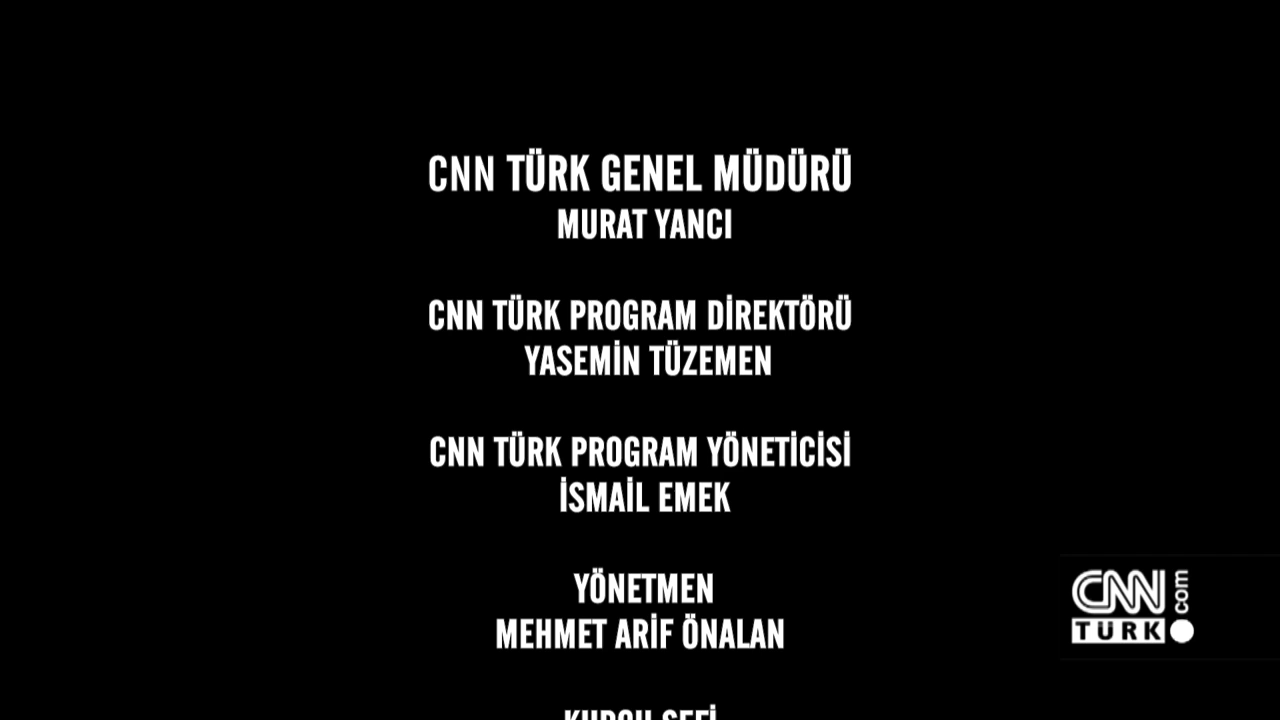 CNN TÜRK GENEL MÜDÜRÜ
MURAT YANCI
CNN TÜRK PROGRAM DİREKTÖRÜ
YASEMİN TÜZEMEN
CNN TÜRK PROGRAM YÖNETİCİSİ
İSMAİL EMEK
YÖNETMEN
MEHMET ARİF ÖNALAN
CNN
TÜRK
.com